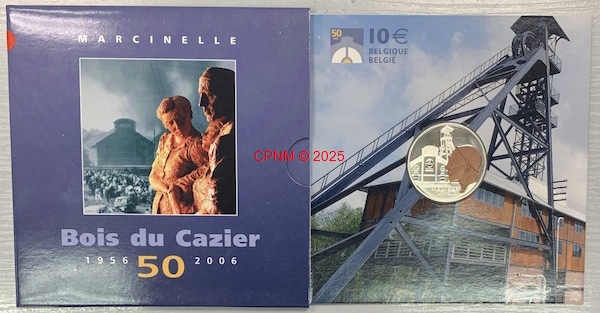 MARCINELLE
Bois du Cazier
1956 50 2006
50
10€
BELGIQUE
BELGIË
CPNM © 2025